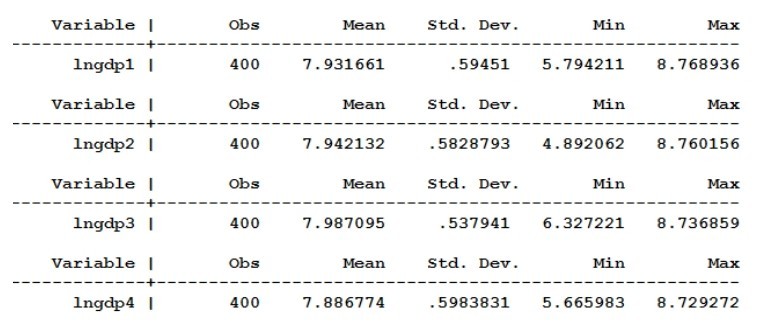 Variable | Obs Mean Std. Dev. Min Max
-------------+---------------------------------------------------------
lngdp1 | 400 7.931661 .59451 5.794211 8.768936
Variable | Obs Mean Std. Dev. Min Max
-------------+---------------------------------------------------------
lngdp2 | 400 7.942132 .5828793 4.892062 8.760156
Variable | Obs Mean Std. Dev. Min Max
-------------+---------------------------------------------------------
lngdp3 | 400 7.987095 .537941 6.327221 8.736859
Variable | Obs Mean Std. Dev. Min Max
-------------+---------------------------------------------------------
lngdp4 | 400 7.886774 .5983831 5.665983 8.729272